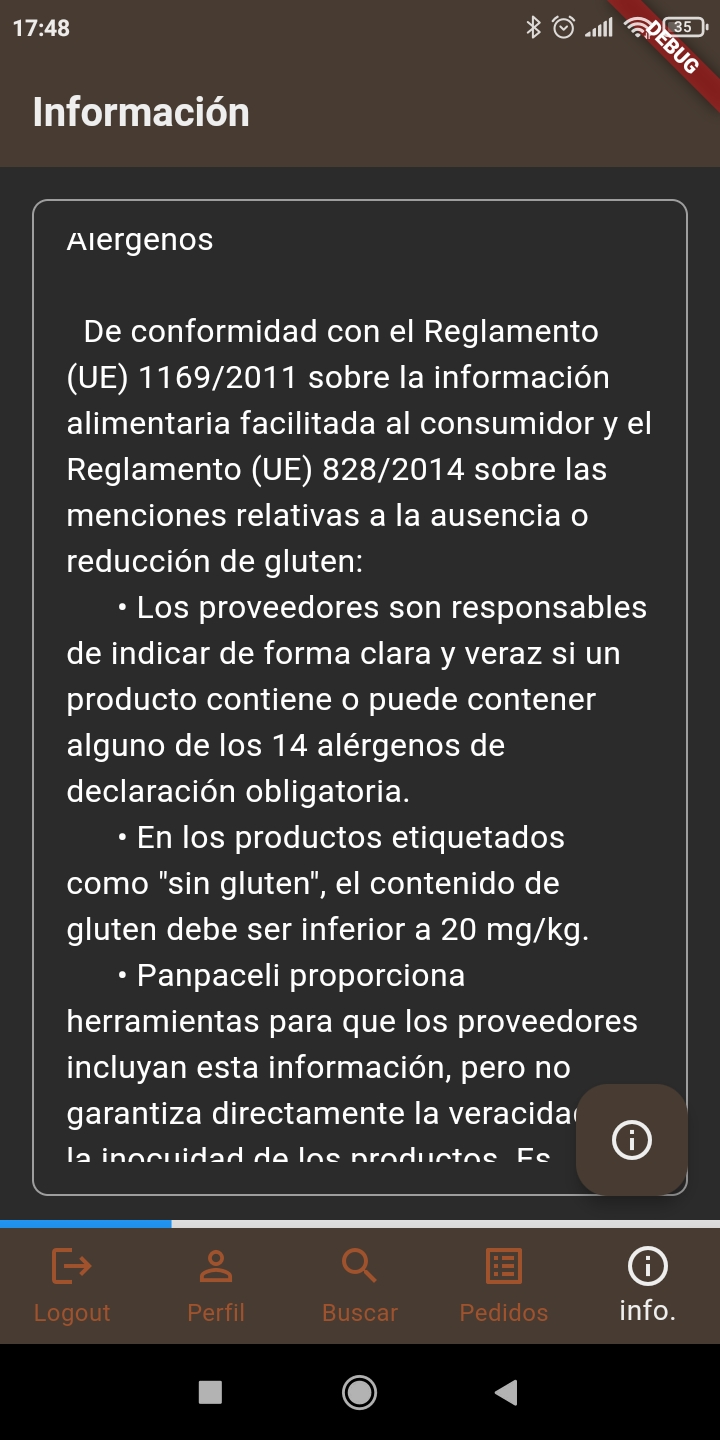 17:48
35
DEBUG
Información
Alérgenos
De conformidad con el Reglamento
(UE) 1169/2011 sobre la información
alimentaria facilitada al consumidor y el
Reglamento (UE) 828/2014 sobre las
menciones relativas a la ausencia o
reducción de gluten:
• Los proveedores son responsables
de indicar de forma clara y veraz si un
producto contiene o puede contener
alguno de los 14 alérgenos de
declaración obligatoria.
• En los productos etiquetados
como "sin gluten", el contenido de
gluten debe ser inferior a 20 mg/kg.
• Panpaceli proporciona
herramientas para que los proveedores
incluyan esta información, pero no
garantiza directamente la
la inocuidad de los productos. Es
Logout
Perfil
Buscar
Pedidos
info.